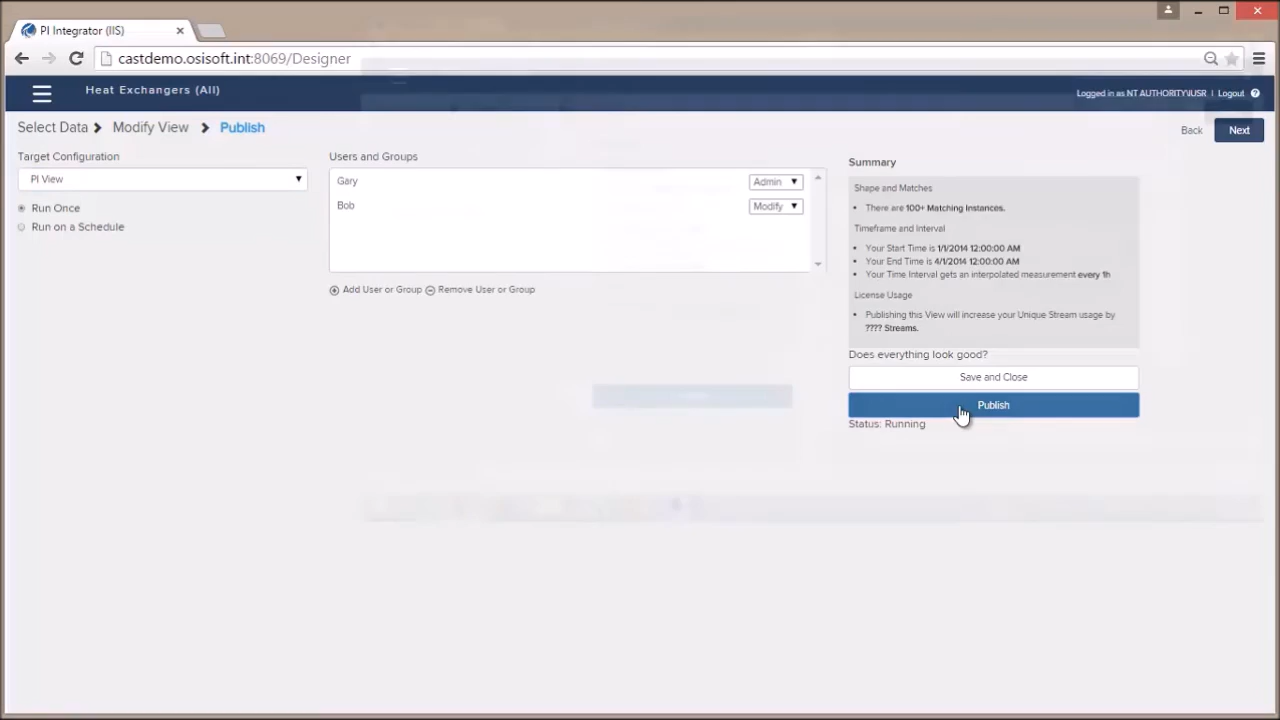 PI Integrator (IIS)
castdemo.osisoft.int:8069/Designer
Heat Exchangers (All)
Logged in as NT AUTHORITY\IUSR | Logout ?
Select Data > Modify View > Publish
Back
Next
Target Configuration
PI View
Run Once
Run on a Schedule
Users and Groups
Gary
Admin
Bob
Modify
Add User or Group
Remove User or Group
Summary
Shape and Matches
• There are 100+ Matching Instances.
Timeframe and Interval
• Your Start Time is 1/1/2014 12:00:00 AM
• Your End Time is 4/1/2014 12:00:00 AM
• Your Time Interval gets an interpolated measurement every 1h
License Usage
• Publishing this View will increase your Unique Stream usage by
???? Streams.
Does everything look good?
Save and Close
Publish
Status: Running